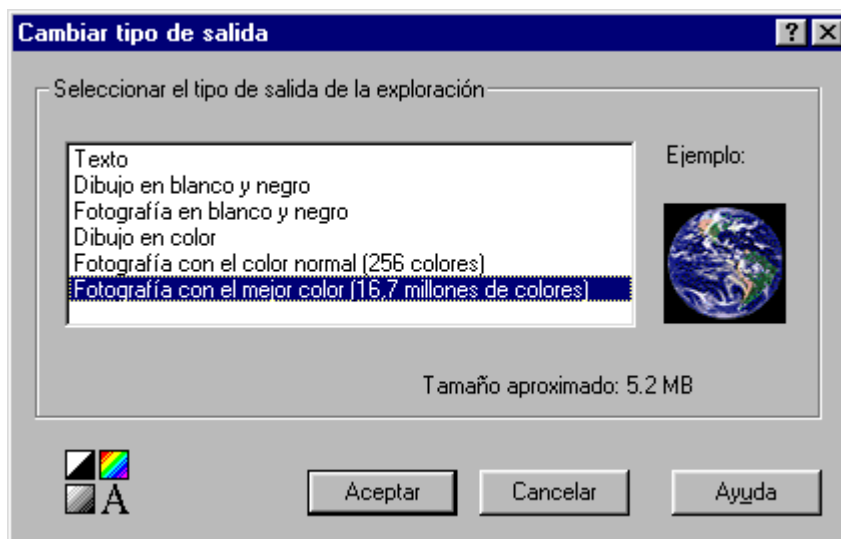 Cambiar tipo de salida
Seleccionar el tipo de salida de la exploración
Texto
Dibujo en blanco y negro
Fotografía en blanco y negro
Dibujo en color
Fotografía con el color normal (256 colores)
Fotografía con el mejor color (16,7 millones de colores)
Ejemplo:
Tamaño aproximado: 5.2 MB
A
Aceptar
Cancelar
Ayuda